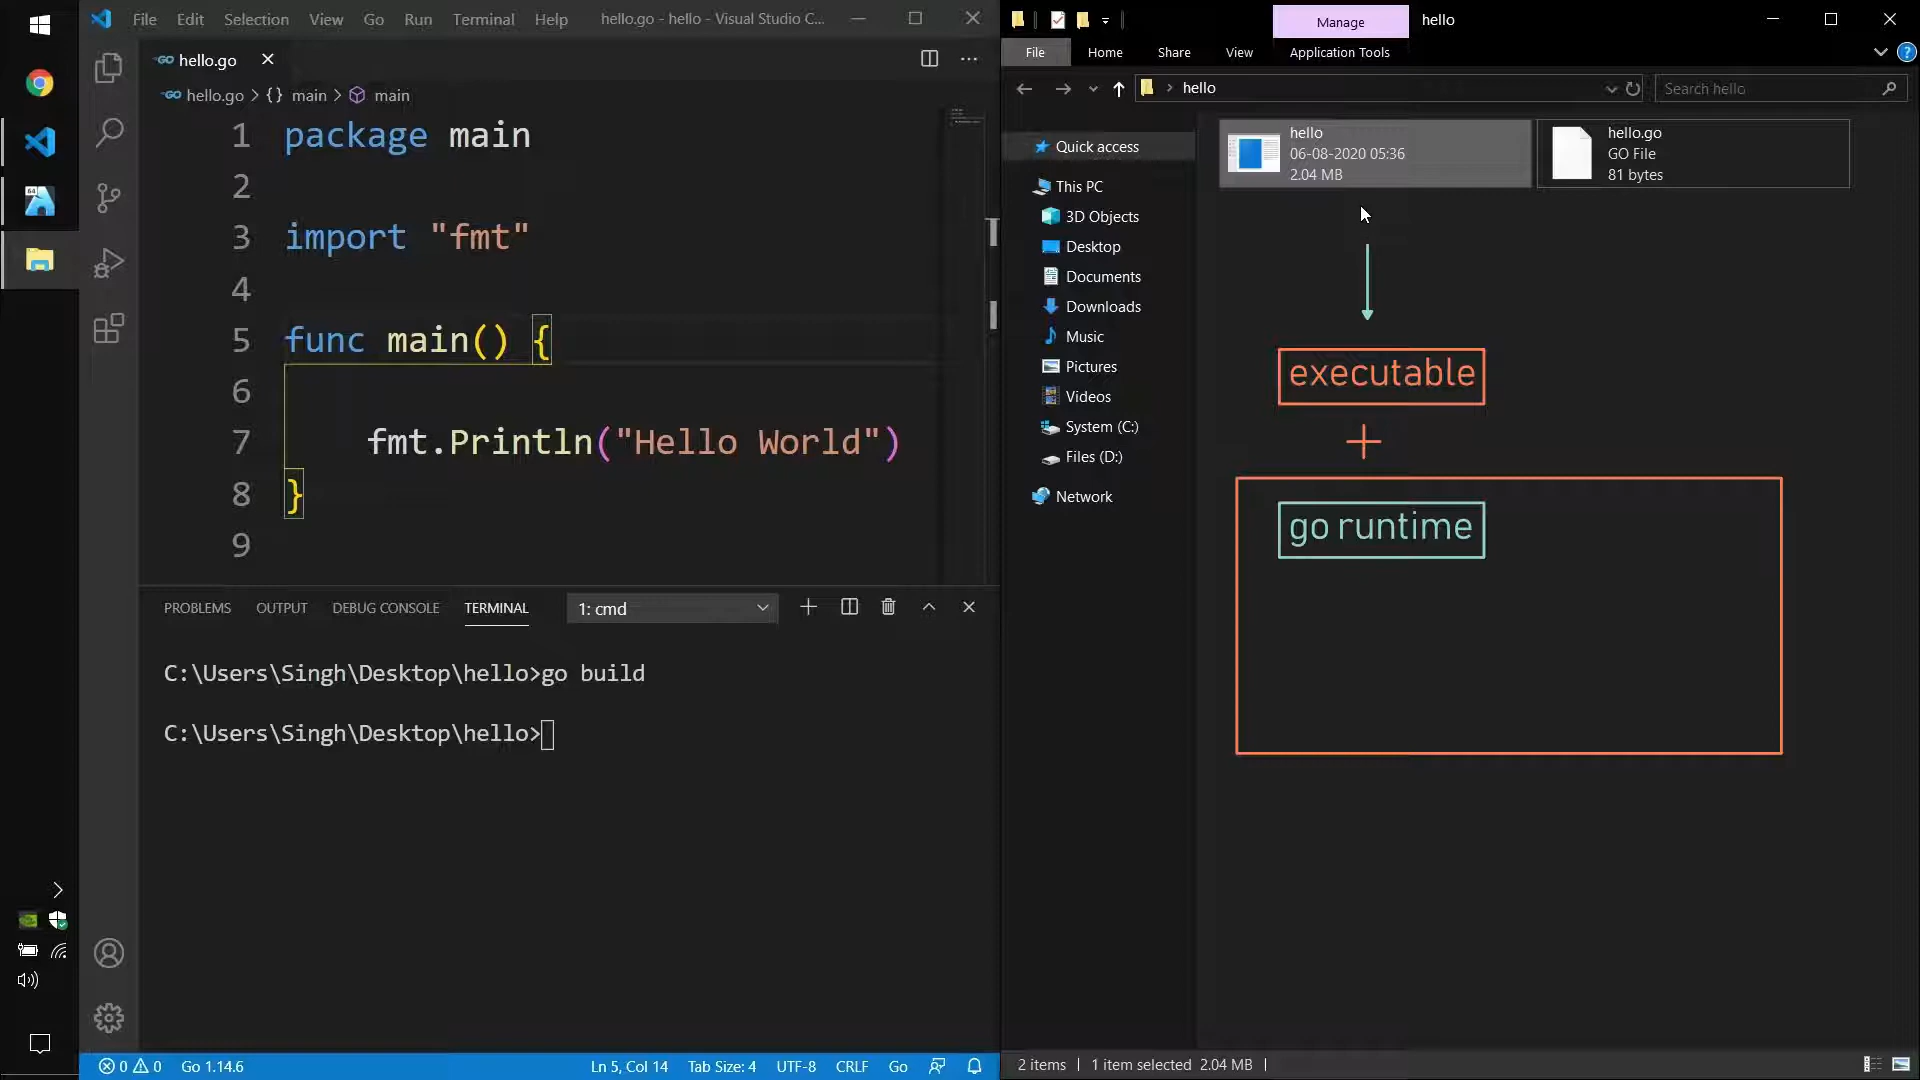 File Edit Selection View Go Run Terminal Help hello.go - hello - Visual Studio C...
hello.go
hello.go > {} main > main
1 package main
2
3 import "fmt"
4
5 func main() {
6
7 fmt.Println("Hello World")
8 }
9
PROBLEMS OUTPUT DEBUG CONSOLE TERMINAL 1: cmd
C:\Users\Singh\Desktop\hello>go build
C:\Users\Singh\Desktop\hello>
0 0 Go 1.14.6 Ln 5, Col 14 Tab Size: 4 UTF-8 CRLF Go
64
Manage hello
File Home Share View Application Tools
hello Search hello
Quick access
This PC
3D Objects
Desktop
Documents
Downloads
Music
Pictures
Videos
System (C:)
Files (D:)
Network
hello
06-08-2020 05:36
2.04 MB
hello.go
GO File
81 bytes
executable
+
go runtime
2 items 1 item selected 2.04 MB